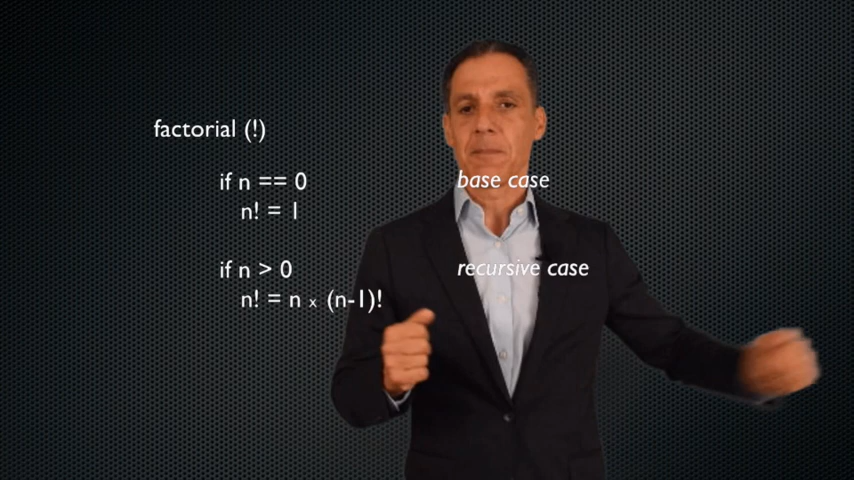 factorial (!)
if n == 0 base case
n! = 1
if n > 0 recursive case
n! = n x (n-1)!